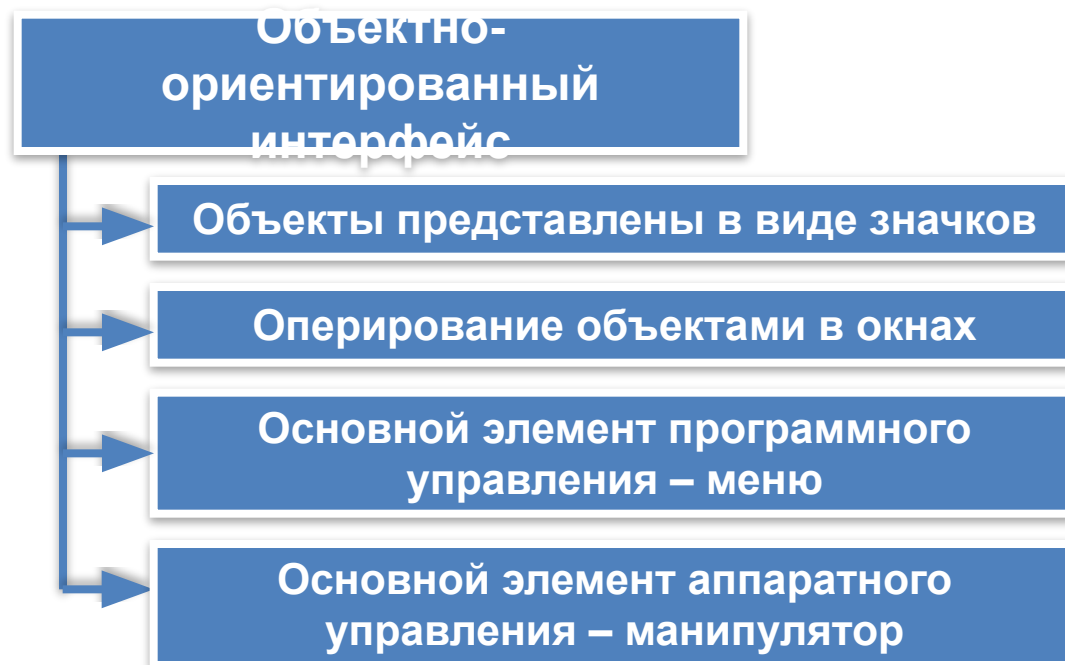 Объектно-
ориентированный
интерфейс
Объекты представлены в виде значков
Оперирование объектами в окнах
Основной элемент программного
управления – меню
Основной элемент аппаратного
управления – манипулятор